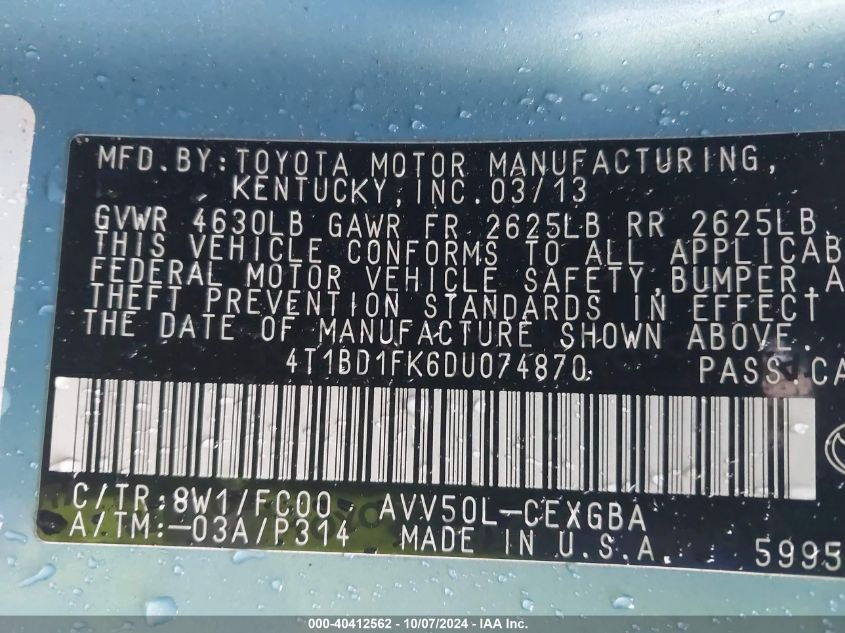 MFD.BY:TOYOTA MOTOR MANUFACTURING,
KENTUCKY,INC.03/13
GVWR 4630LB GAWR FR 2625LB RR 2625LB
THIS VEHICLE CONFORMS TO ALL APPLICAB
FEDERAL MOTOR VEHICLE SAFETY,BUMPER,A
THEFT PREVENTION STANDARDS IN EFFECT
THE DATE OF MANUFACTURE SHOWN ABOVE.
4T1BD1FK6DU074870 PASS.CA
C/TR:8W1/FC00 AVV50L-CEXGBA
A/TM:-03A/P314 MADE IN U.S.A. 5995
000-40412562 - 10/07/2024 - IAA Inc.